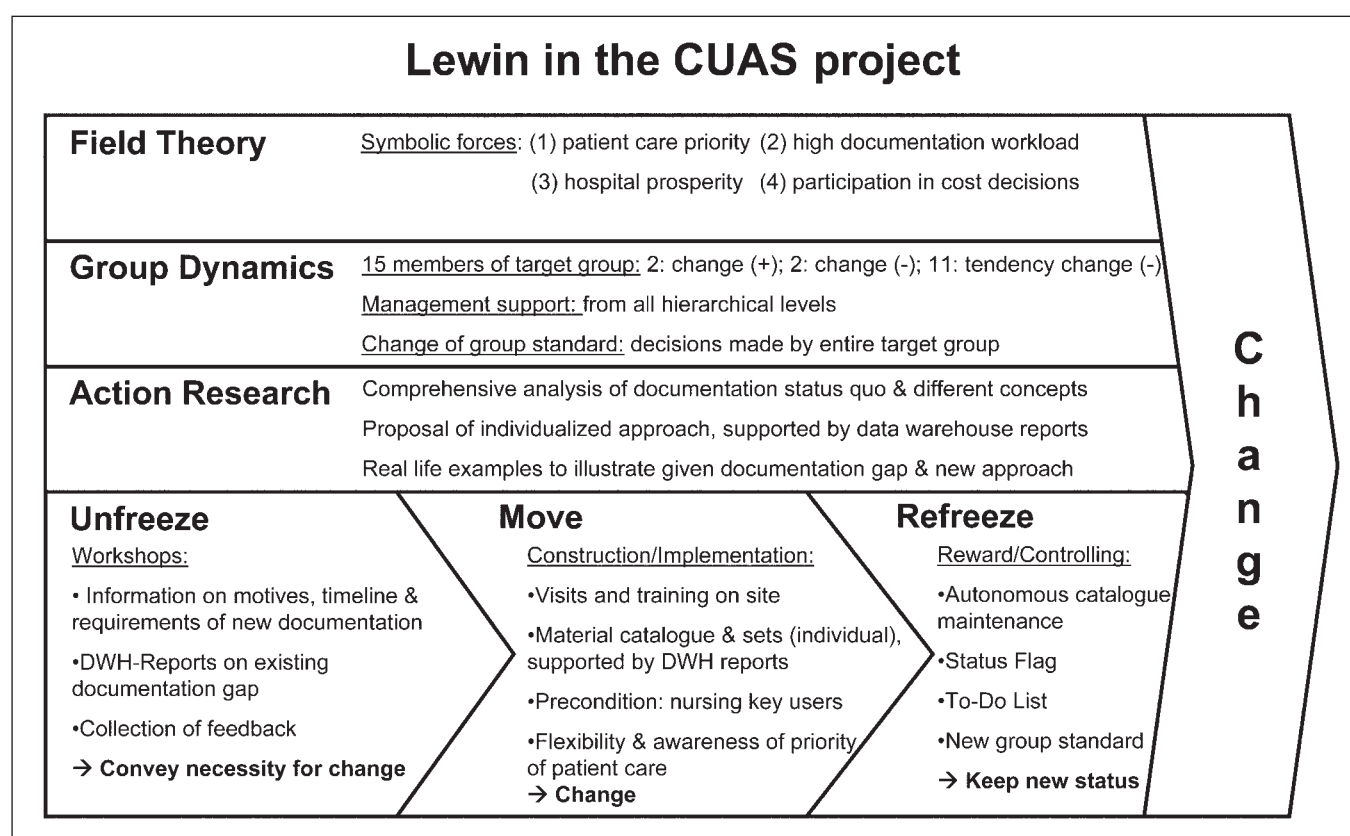 Lewin in the CUAS project
Field Theory
Symbolic forces: (1) patient care priority (2) high documentation workload
(3) hospital prosperity (4) participation in cost decisions
Group Dynamics
15 members of target group: 2: change (+); 2: change (-); 11: tendency change (-)
Management support: from all hierarchical levels
Change of group standard: decisions made by entire target group
Action Research
Comprehensive analysis of documentation status quo & different concepts
Proposal of individualized approach, supported by data warehouse reports
Real life examples to illustrate given documentation gap & new approach
Unfreeze
Workshops:
• Information on motives, timeline &
requirements of new documentation
•DWH-Reports on existing
documentation gap
•Collection of feedback
→ Convey necessity for change
Move
Construction/Implementation:
•Visits and training on site
•Material catalogue & sets (individual),
supported by DWH reports
•Precondition: nursing key users
•Flexibility & awareness of priority
of patient care
→ Change
Refreeze
Reward/Controlling:
•Autonomous catalogue
maintenance
•Status Flag
•To-Do List
•New group standard
→ Keep new status
Change